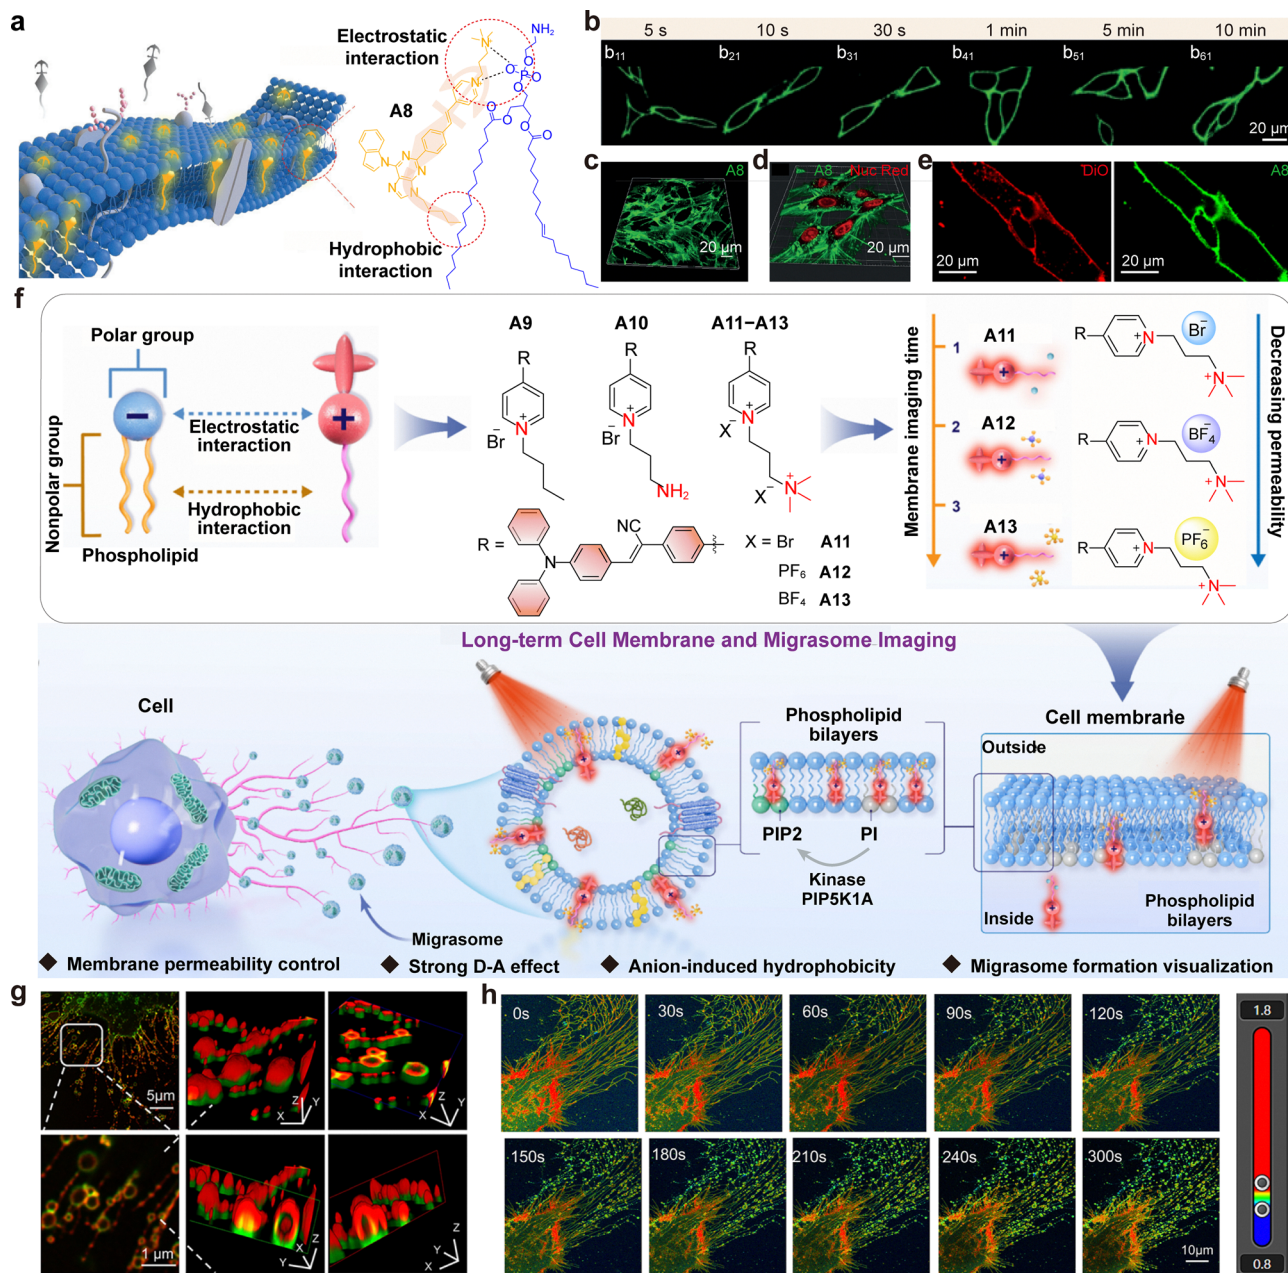 a
Electrostatic
interaction
A8
Hydrophobic
interaction
NH₂
N
N⁺
O⁻
P
O
O
O
O
O
O
N
N
N
N
N
b
5 s
10 s
30 s
1 min
5 min
10 min
b₁₁
b₂₁
b₃₁
b₄₁
b₅₁
b₆₁
20 μm
c
A8
20 μm
d
A8 Nuc Red
20 μm
e
DiO
20 μm
A8
20 μm
f
Polar group
Nonpolar group
Phospholipid
Electrostatic
interaction
Hydrophobic
interaction
A9
R
N
+
Br⁻
A10
R
N
+
Br⁻
NH₂
A11–A13
R
N
+
X⁻
X⁻
N
+
R =
N
NC
X = Br A11
PF₆ A12
BF₄ A13
Membrane imaging time
1
2
3
A11
A12
A13
R
N
+
Br⁻
N
+
R
N
+
BF₄⁻
N
+
R
N
+
PF₆⁻
N
+
Decreasing permeability
Long-term Cell Membrane and Migrasome Imaging
Cell
Migrasome
Phospholipid
bilayers
PIP2
PI
Kinase
PIP5K1A
Cell membrane
Outside
Inside
Phospholipid
bilayers
◆ Membrane permeability control
◆ Strong D-A effect
◆ Anion-induced hydrophobicity
◆ Migrasome formation visualization
g
5μm
1 μm
Z
X
Y
Z
X
Y
Z
X
Y
Z
Y
X
h
0s
30s
60s
90s
120s
150s
180s
210s
240s
300s
10μm
1.8
0.8